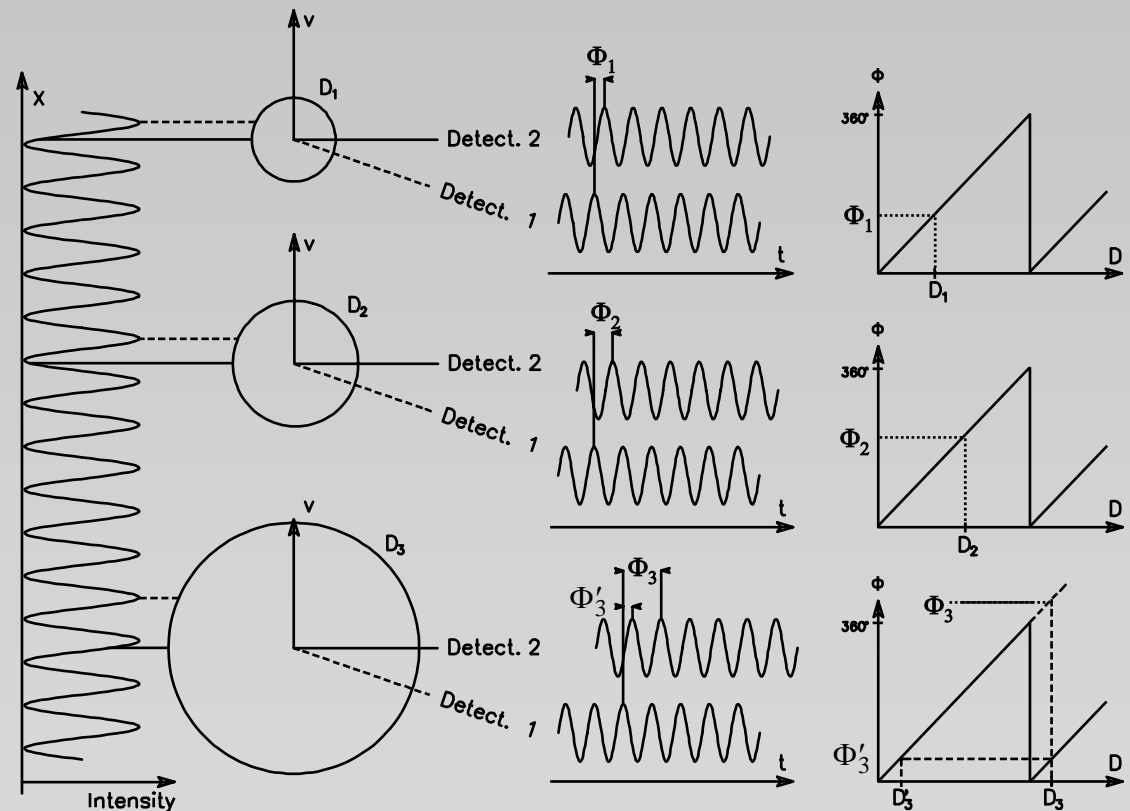 X
v
D₁
Detect. 2
Detect. 1
Φ₁
t
Φ
360°
Φ₁
D₁
D
v
D₂
Detect. 2
Detect. 1
Φ₂
t
Φ
360°
Φ₂
D₂
D
v
D₃
Detect. 2
Detect. 1
Φ₃
Φ′₃
t
Φ
Φ₃
360°
Φ′₃
D′₃
D₃
D
Intensity